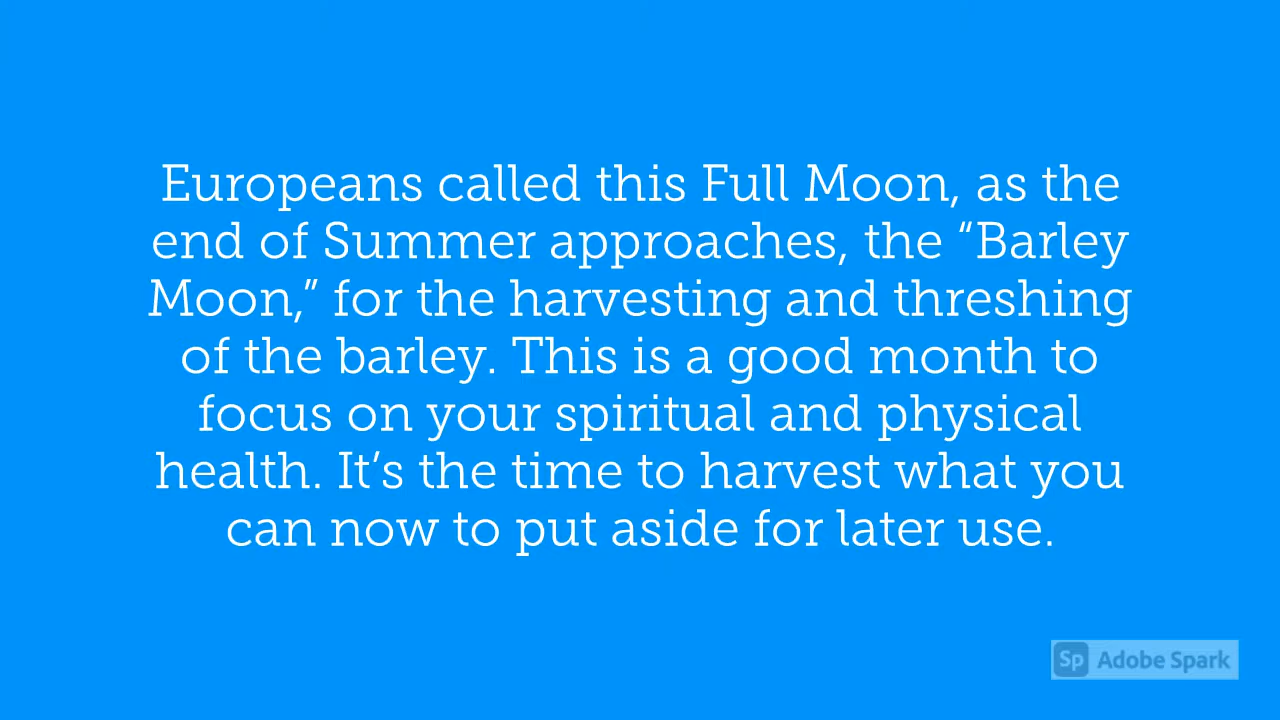 Europeans called this Full Moon, as the
end of Summer approaches, the “Barley
Moon,” for the harvesting and threshing
of the barley. This is a good month to
focus on your spiritual and physical
health. It’s the time to harvest what you
can now to put aside for later use.
Sp Adobe Spark